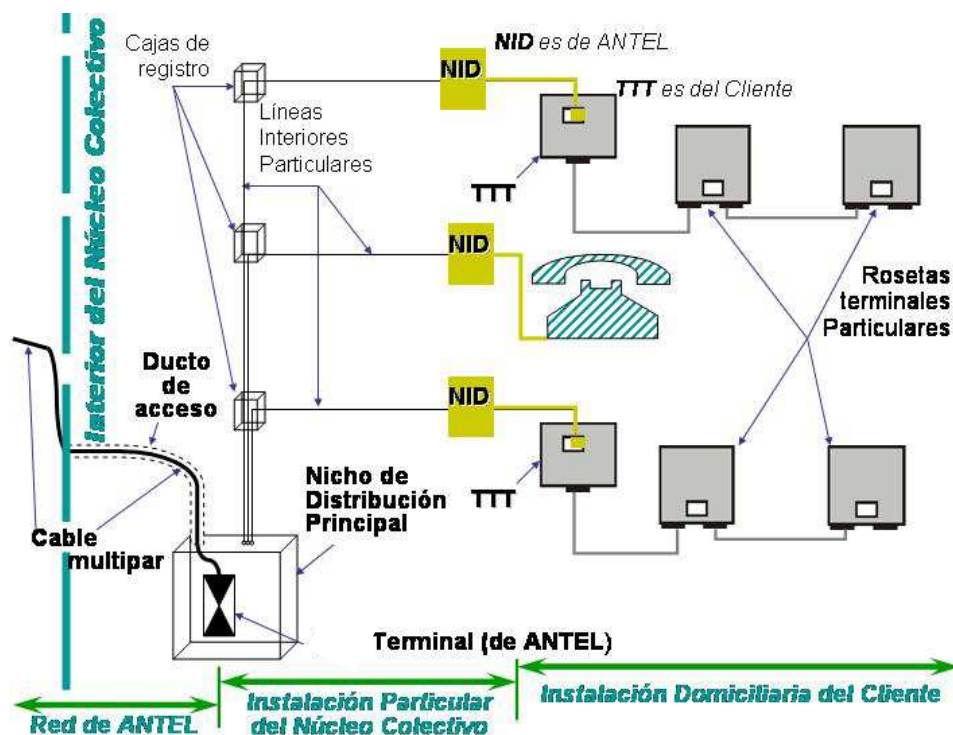 Cajas de
registro
NID es de ANTEL
NID
TTT es del Cliente
Líneas
Interiores
Particulares
TTT
Interior del Núcleo Colectivo
NID
Rosetas
terminales
Particulares
Ducto
de
acceso
NID
Nicho de
Distribución
Principal
TTT
Cable
multipar
Terminal (de ANTEL)
Red de ANTEL
Instalación Particular
del Núcleo Colectivo
Instalación Domiciliaria del Cliente